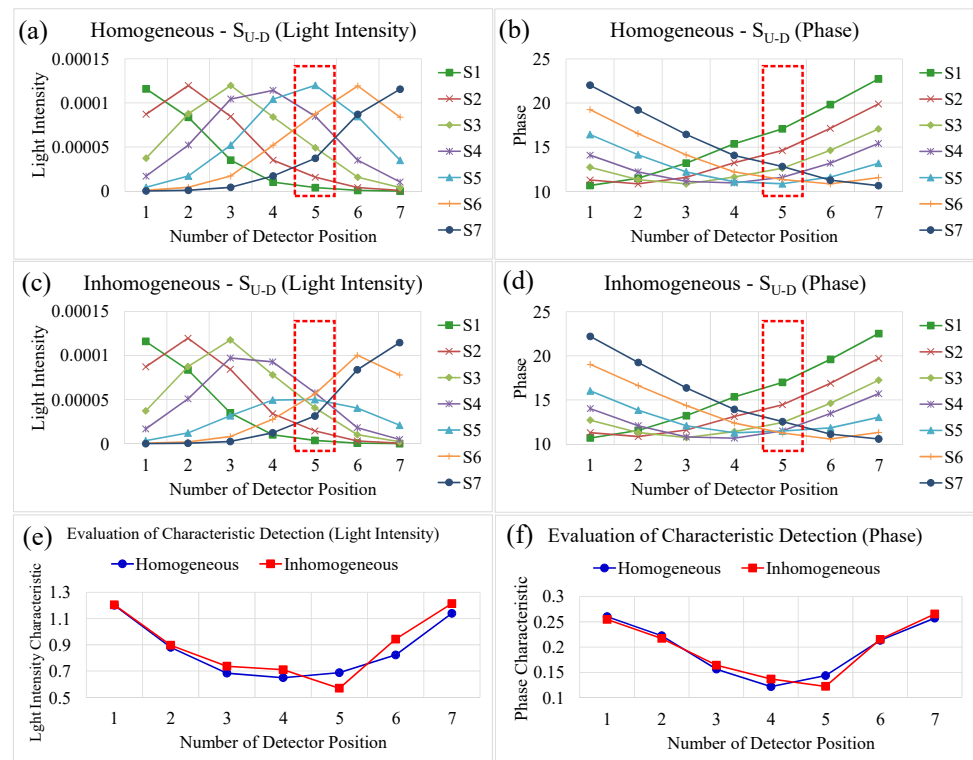 (a)
Homogeneous - S_U-D (Light Intensity)
0.00015
0.0001
0.00005
0
Light Intensity
1 2 3 4 5 6 7
Number of Detector Position
S1
S2
S3
S4
S5
S6
S7
(b)
Homogeneous - S_U-D (Phase)
25
20
15
10
Phase
1 2 3 4 5 6 7
Number of Detector Position
S1
S2
S3
S4
S5
S6
S7
(c)
Inhomogeneous - S_U-D (Light Intensity)
0.00015
0.0001
0.00005
0
Light Intensity
1 2 3 4 5 6 7
Number of Detector Position
S1
S2
S3
S4
S5
S6
S7
(d)
Inhomogeneous - S_U-D (Phase)
25
20
15
10
Phase
1 2 3 4 5 6 7
Number of Detector Position
S1
S2
S3
S4
S5
S6
S7
(e)
Evaluation of Characteristic Detection (Light Intensity)
Homogeneous Inhomogeneous
1.3
1.1
0.9
0.7
0.5
Lght Intensity Characteristic
1 2 3 4 5 6 7
Number of Detector Position
(f)
Evaluation of Characteristic Detection (Phase)
Homogeneous Inhomogeneous
0.3
0.25
0.2
0.15
0.1
Phase Characteristic
1 2 3 4 5 6 7
Number of Detector Position